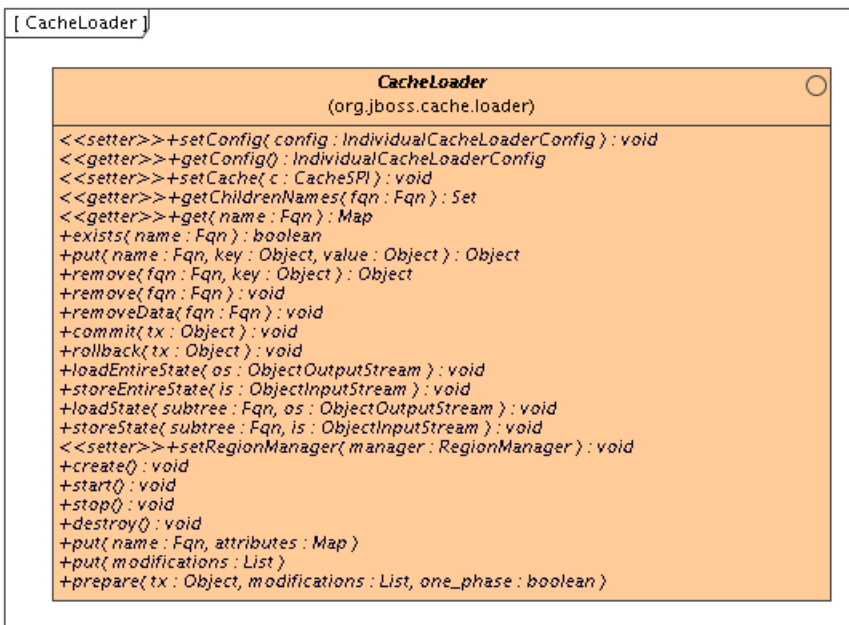 [ CacheLoader ]
CacheLoader
(org.jboss.cache.loader)
<<setter>>+setConfig( config : IndividualCacheLoaderConfig ) : void
<<getter>>+getConfig() : IndividualCacheLoaderConfig
<<setter>>+setCache( c : CacheSPI ) : void
<<getter>>+getChildrenNames( fqn : Fqn ) : Set
<<getter>>+get( name : Fqn ) : Map
+exists( name : Fqn ) : boolean
+put( name : Fqn, key : Object, value : Object ) : Object
+remove( fqn : Fqn, key : Object ) : Object
+remove( fqn : Fqn ) : void
+removeData( fqn : Fqn ) : void
+commit( tx : Object ) : void
+rollback( tx : Object ) : void
+loadEntireState( os : ObjectOutputStream ) : void
+storeEntireState( is : ObjectInputStream ) : void
+loadState( subtree : Fqn, os : ObjectOutputStream ) : void
+storeState( subtree : Fqn, is : ObjectInputStream ) : void
<<setter>>+setRegionManager( manager : RegionManager ) : void
+create() : void
+start() : void
+stop() : void
+destroy() : void
+put( name : Fqn, attributes : Map )
+put( modifications : List )
+prepare( tx : Object, modifications : List, one_phase : boolean )